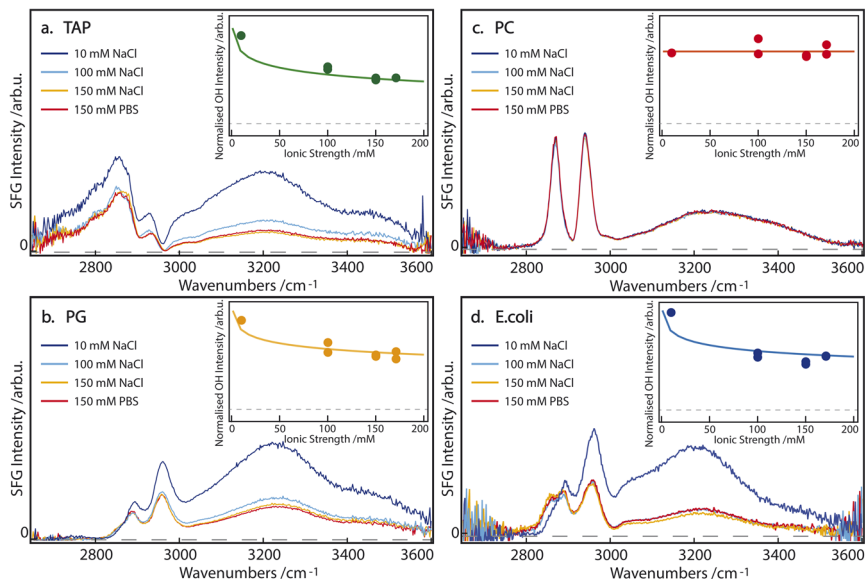 a. TAP
10 mM NaCl
100 mM NaCl
150 mM NaCl
150 mM PBS
SFG Intensity /arb.u.
0
2800 3000 3200 3400 3600
Wavenumbers /cm-1
Normalised OH Intensity/arb.u.
0 50 100 150 200
Ionic Strength /mM
c. PC
10 mM NaCl
100 mM NaCl
150 mM NaCl
150 mM PBS
SFG Intensity /arb.u.
0
2800 3000 3200 3400 3600
Wavenumbers /cm-1
Normalised OH Intensity/arb.u.
0 50 100 150 200
Ionic Strength /mM
b. PG
10 mM NaCl
100 mM NaCl
150 mM NaCl
150 mM PBS
SFG Intensity /arb.u.
0
2800 3000 3200 3400 3600
Wavenumbers /cm-1
Normalised OH Intensity/arb.u.
0 50 100 150 200
Ionic Strength /mM
d. E.coli
10 mM NaCl
100 mM NaCl
150 mM NaCl
150 mM PBS
SFG Intensity /arb.u.
0
2800 3000 3200 3400 3600
Wavenumbers /cm-1
Normalised OH Intensity/arb.u.
0 50 100 150 200
Ionic Strength /mM